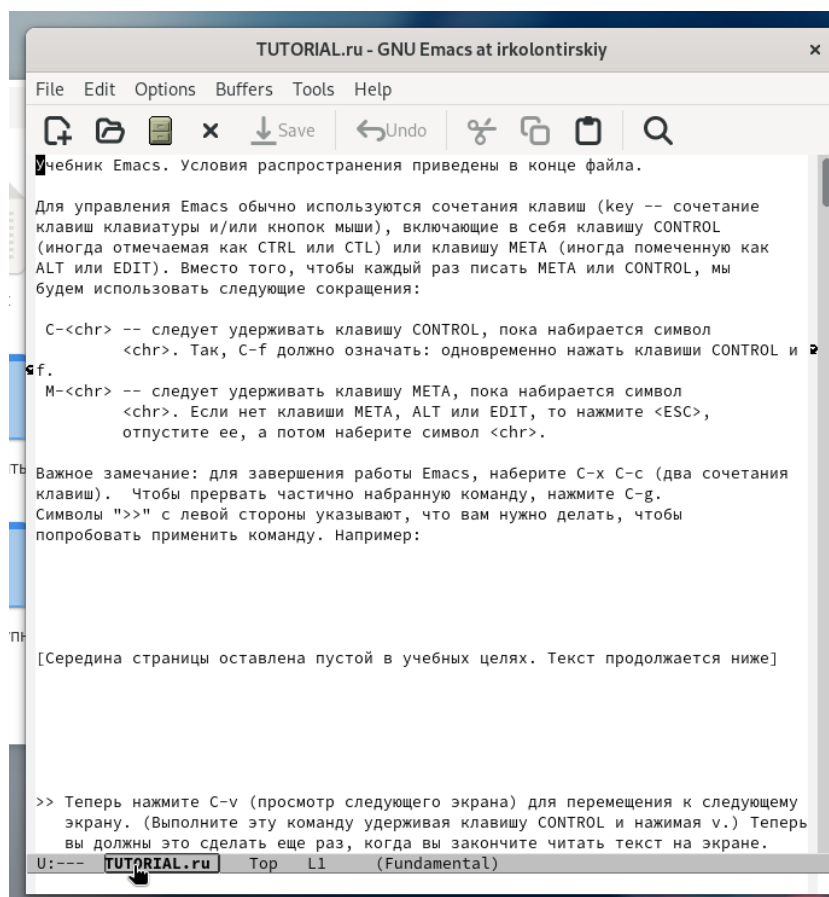 TUTORIAL.ru - GNU Emacs at irkolontirskiy
File Edit Options Buffers Tools Help
Save Undo
Учебник Emacs. Условия распространения приведены в конце файла.
Для управления Emacs обычно используются сочетания клавиш (key -- сочетание
клавиш клавиатуры и/или кнопок мыши), включающие в себя клавишу CONTROL
(иногда отмечаемая как CTRL или CTL) или клавишу META (иногда помеченную как
ALT или EDIT). Вместо того, чтобы каждый раз писать META или CONTROL, мы
будем использовать следующие сокращения:
C-<chr> -- следует удерживать клавишу CONTROL, пока набирается символ
<chr>. Так, C-f должно означать: одновременно нажать клавиши CONTROL и
f.
M-<chr> -- следует удерживать клавишу META, пока набирается символ
<chr>. Если нет клавиши META, ALT или EDIT, то нажмите <ESC>,
отпустите ее, а потом наберите символ <chr>.
Важное замечание: для завершения работы Emacs, наберите C-x C-c (два сочетания
клавиш). Чтобы прервать частично набранную команду, нажмите C-g.
Символы ">>" с левой стороны указывают, что вам нужно делать, чтобы
попробовать применить команду. Например:
[Середина страницы оставлена пустой в учебных целях. Текст продолжается ниже]
>> Теперь нажмите C-v (просмотр следующего экрана) для перемещения к следующему
экрану. (Выполните эту команду удерживая клавишу CONTROL и нажимая v.) Теперь
вы должны это сделать еще раз, когда вы закончите читать текст на экране.
U:--- TUTORIAL.ru Top L1 (Fundamental)